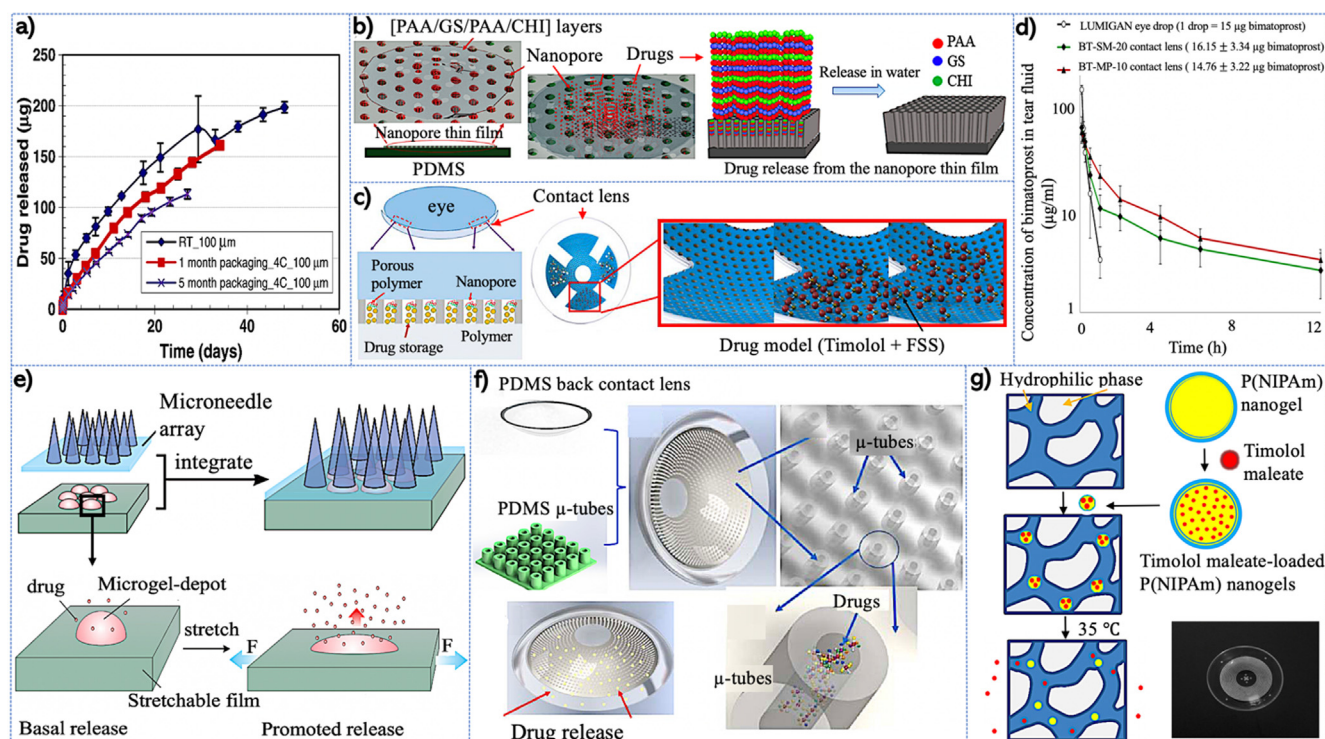 a)
Drug released (µg)
250
200
150
100
50
0
RT_100 µm
1 month packaging_4C_100 µm
5 month packaging_4C_100 µm
0
20
40
60
Time (days)
b)
[PAA/GS/PAA/CHI] layers
Nanopore
Drugs
PAA
GS
CHI
Release in water
Nanopore thin film
PDMS
Drug release from the nanopore thin film
c)
eye
Contact lens
Porous
polymer
Nanopore
Drug storage
Polymer
Drug model (Timolol + FSS)
d)
LUMIGAN eye drop (1 drop = 15 µg bimatoprost)
BT-SM-20 contact lens ( 16.15 ± 3.34 µg bimatoprost)
BT-MP-10 contact lens ( 14.76 ± 3.22 µg bimatoprost)
Concentration of bimatoprost in tear fluid
(µg/ml)
100
10
1
0
2
4
6
8
12
Time (h)
e)
Microneedle
array
integrate
drug
Microgel-depot
stretch
F
F
Stretchable film
Basal release
Promoted release
f)
PDMS back contact lens
µ-tubes
PDMS µ-tubes
Drugs
µ-tubes
Drug release
g)
Hydrophilic phase
P(NIPAm)
nanogel
Timolol
maleate
Timolol maleate-loaded
P(NIPAm) nanogels
35 °C